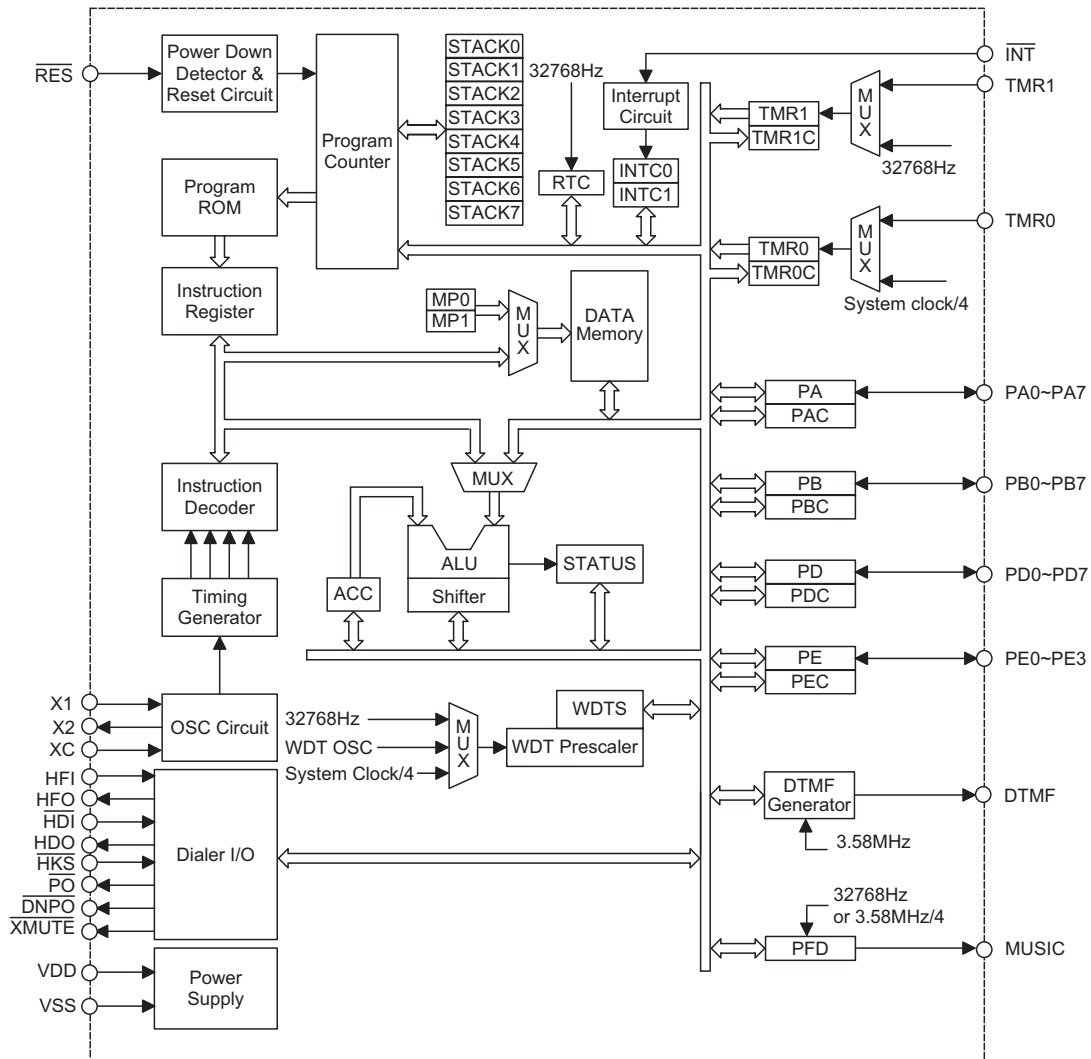 RES
Power Down
Detector &
Reset Circuit
Program
Counter
STACK0
STACK1
STACK2
STACK3
STACK4
STACK5
STACK6
STACK7
32768Hz
RTC
Interrupt
Circuit
INTC0
INTC1
INT
TMR1
TMR1C
MUX
TMR1
32768Hz
TMR0
TMR0C
MUX
TMR0
System clock/4
Program
ROM
Instruction
Register
MP0
MP1
MUX
DATA
Memory
PA
PAC
PA0~PA7
Instruction
Decoder
MUX
PB
PBC
PB0~PB7
ALU
Shifter
STATUS
ACC
Timing
Generator
PD
PDC
PD0~PD7
PE
PEC
PE0~PE3
X1
X2
XC
OSC Circuit
32768Hz
WDT OSC
System Clock/4
MUX
WDTS
WDT Prescaler
HFI
HFO
HDI
HDO
HKS
PO
DNPO
XMUTE
Dialer I/O
DTMF
Generator
3.58MHz
DTMF
32768Hz
or 3.58MHz/4
PFD
MUSIC
VDD
VSS
Power
Supply